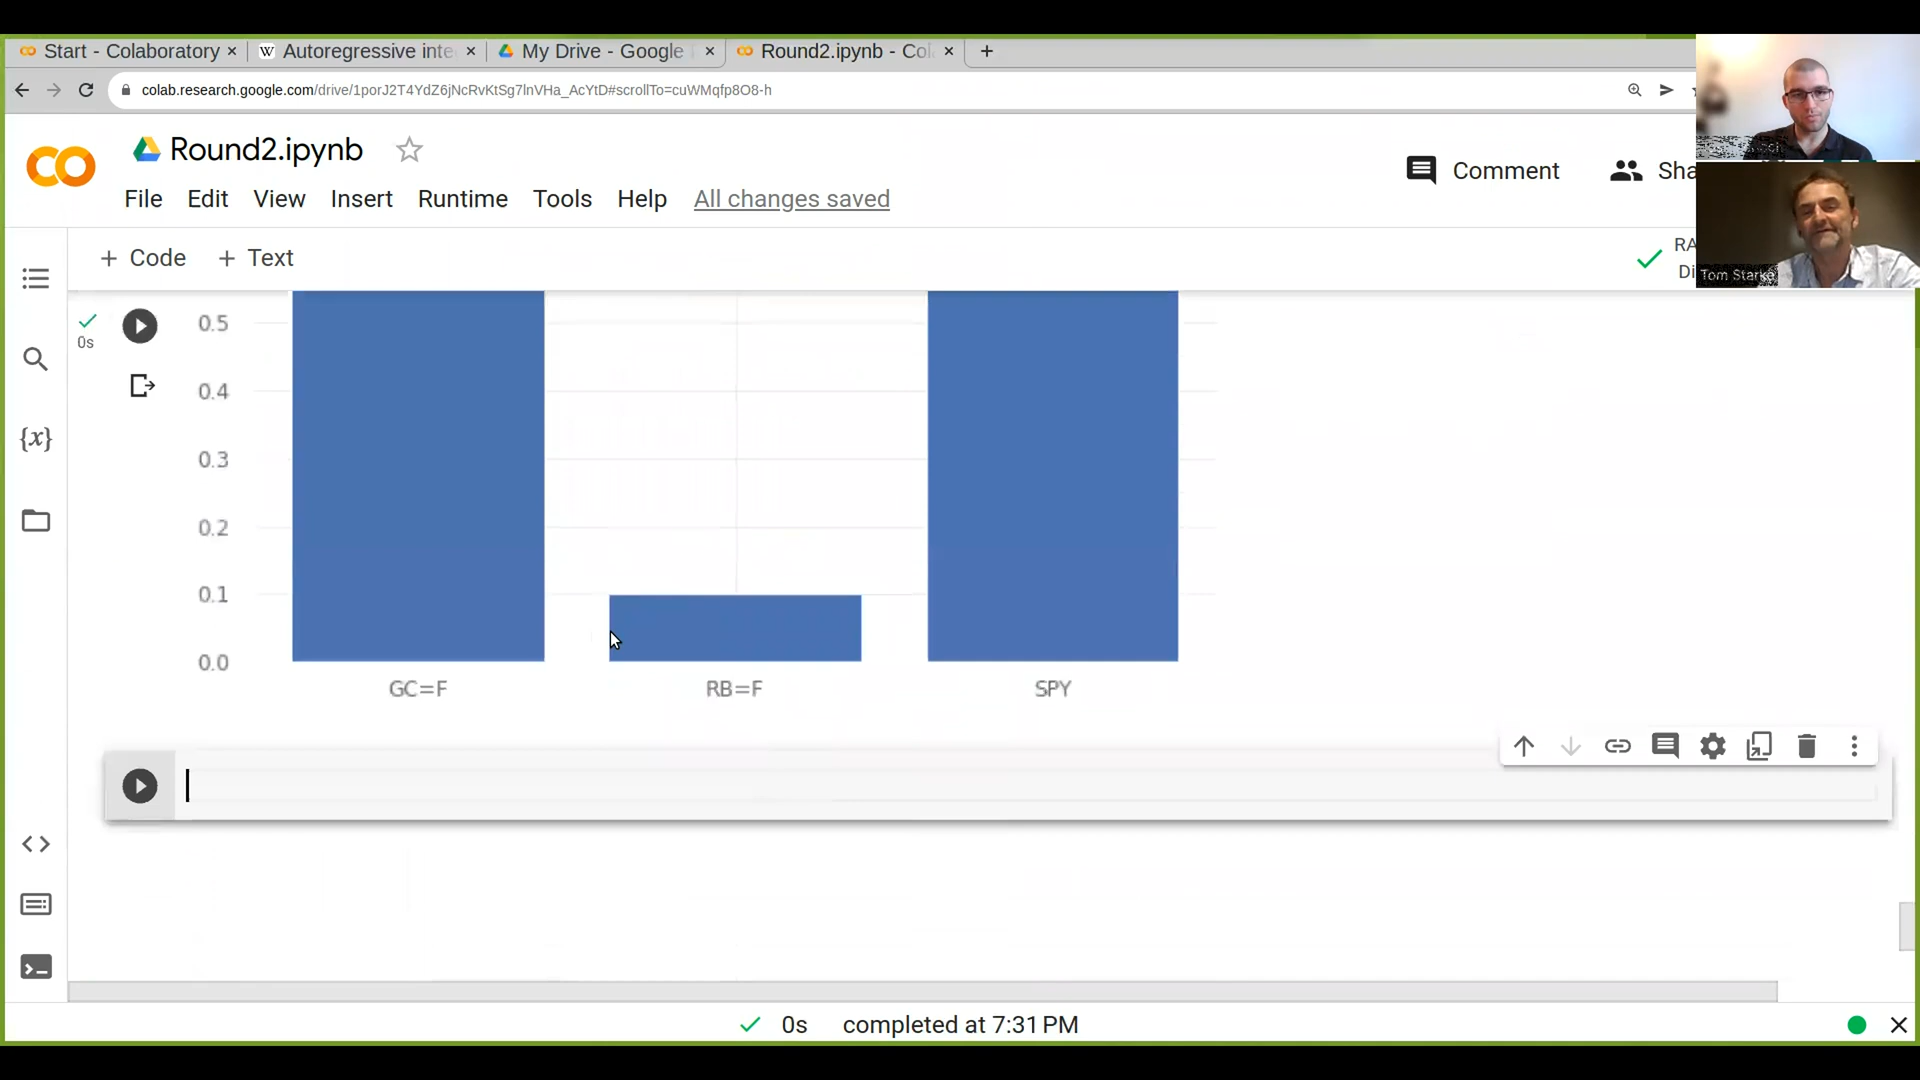 Start - Colaboratory
Autoregressive inte
My Drive - Google
Round2.ipynb - Col
colab.research.google.com/drive/1porJ2T4YdZ6jNcRvKtSg7lnVHa_AcYtD#scrollTo=cuWMqfp8O8-h
Round2.ipynb
Comment
Sha
File Edit View Insert Runtime Tools Help All changes saved
+ Code + Text
RA
Di
Tom Starke
0s
0.5
0.4
0.3
0.2
0.1
0.0
GC=F RB=F SPY
0s completed at 7:31 PM